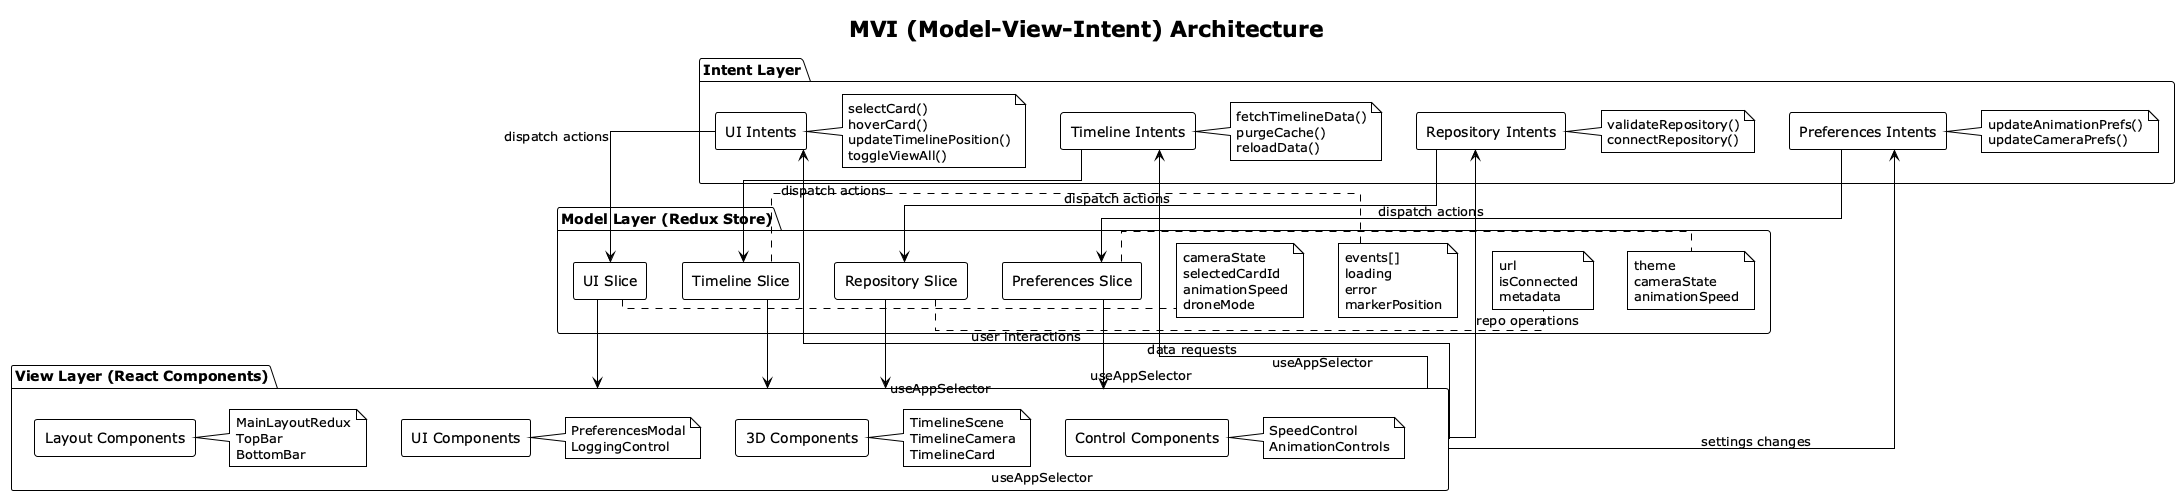 MVI (Model-View-Intent) Architecture
Intent Layer
UI Intents
selectCard()
hoverCard()
updateTimelinePosition()
toggleViewAll()
Timeline Intents
fetchTimelineData()
purgeCache()
reloadData()
Repository Intents
validateRepository()
connectRepository()
Preferences Intents
updateAnimationPrefs()
updateCameraPrefs()
dispatch actions
dispatch actions
dispatch actions
dispatch actions
Model Layer (Redux Store)
UI Slice
Timeline Slice
Repository Slice
Preferences Slice
cameraState
selectedCardId
animationSpeed
droneMode
events[]
loading
error
markerPosition
url
isConnected
metadata
theme
cameraState
animationSpeed
repo operations
user interactions
data requests
useAppSelector
useAppSelector
useAppSelector
View Layer (React Components)
Layout Components
MainLayoutRedux
TopBar
BottomBar
UI Components
PreferencesModal
LoggingControl
3D Components
TimelineScene
TimelineCamera
TimelineCard
Control Components
SpeedControl
AnimationControls
settings changes
useAppSelector